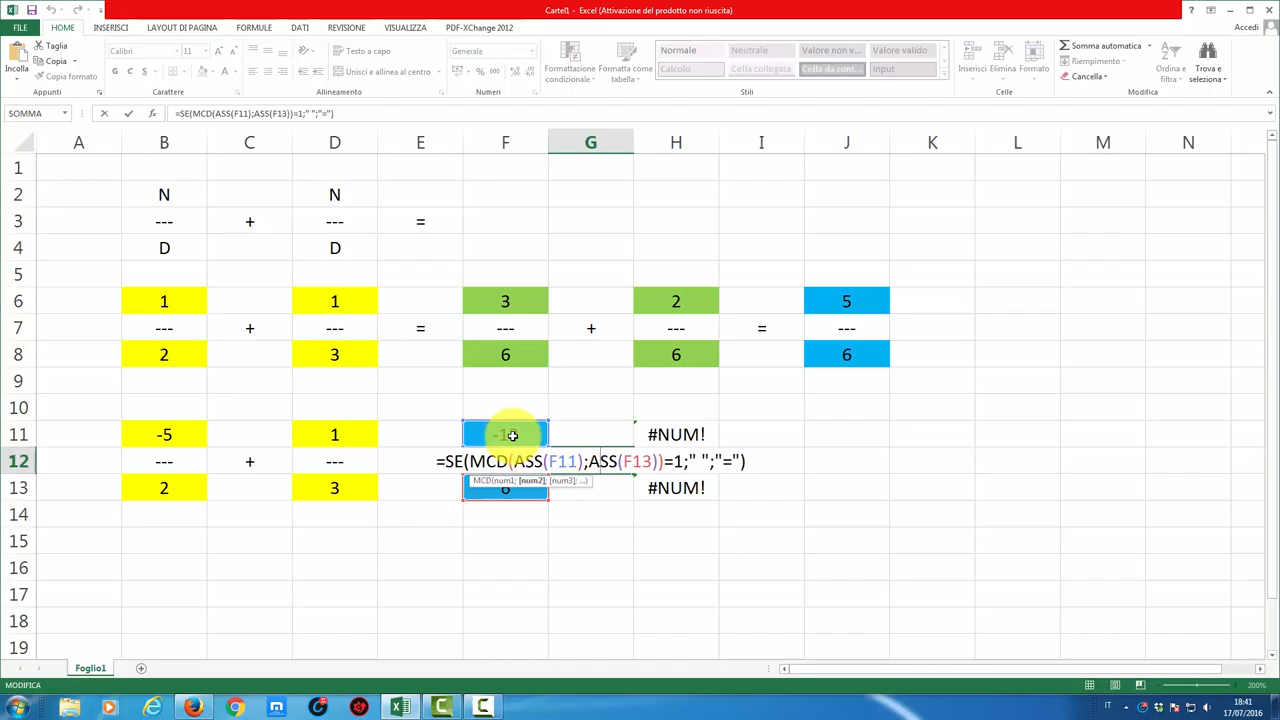 Cartel1 - Excel (Attivazione del prodotto non riuscita)
FILE HOME INSERISCI LAYOUT DI PAGINA FORMULE DATI REVISIONE VISUALIZZA PDF-XChange 2012 Accedi
Incolla Taglia Copia Copia formato Appunti
Calibri 11 G C S A A Carattere
Testo a capo Unisci e allinea al centro Allineamento
Generale % 000 Numeri
Formattazione condizionale Formatta come tabella
Normale Neutrale Valore non v... Valore valido
Calcolo Cella collegata Cella da cont... Input
Stili
Inserisci Elimina Formato Celle
Somma automatica Riempimento Cancella Ordina e filtra Trova e seleziona Modifica
SOMMA fx =SE(MCD(ASS(F11);ASS(F13))=1;" ";"=")
A B C D E F G H I J K L M N
1
2 N N
3 --- + --- =
4 D D
5
6 1 1 3 2 5
7 --- + --- = --- + --- = ---
8 2 3 6 6 6
9
10
11 -5 1 #NUM!
12 --- + --- =SE(MCD(ASS(F11);ASS(F13))=1;" ";"=")
MCD(num1; [num2]; [num3]; ...)
13 2 3 6 #NUM!
14
15
16
17
18
19
Foglio1
MODIFICA 200%
IT 18:41
17/07/2016